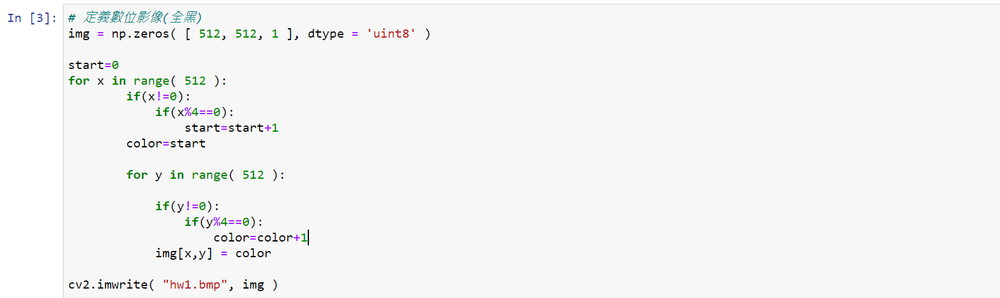 In [3]: # 定義數位影像(全黑)
img = np.zeros( [ 512, 512, 1 ], dtype = 'uint8' )
start=0
for x in range( 512 ):
if(x!=0):
if(x%4==0):
start=start+1
color=start
for y in range( 512 ):
if(y!=0):
if(y%4==0):
color=color+1
img[x,y] = color
cv2.imwrite( "hw1.bmp", img )